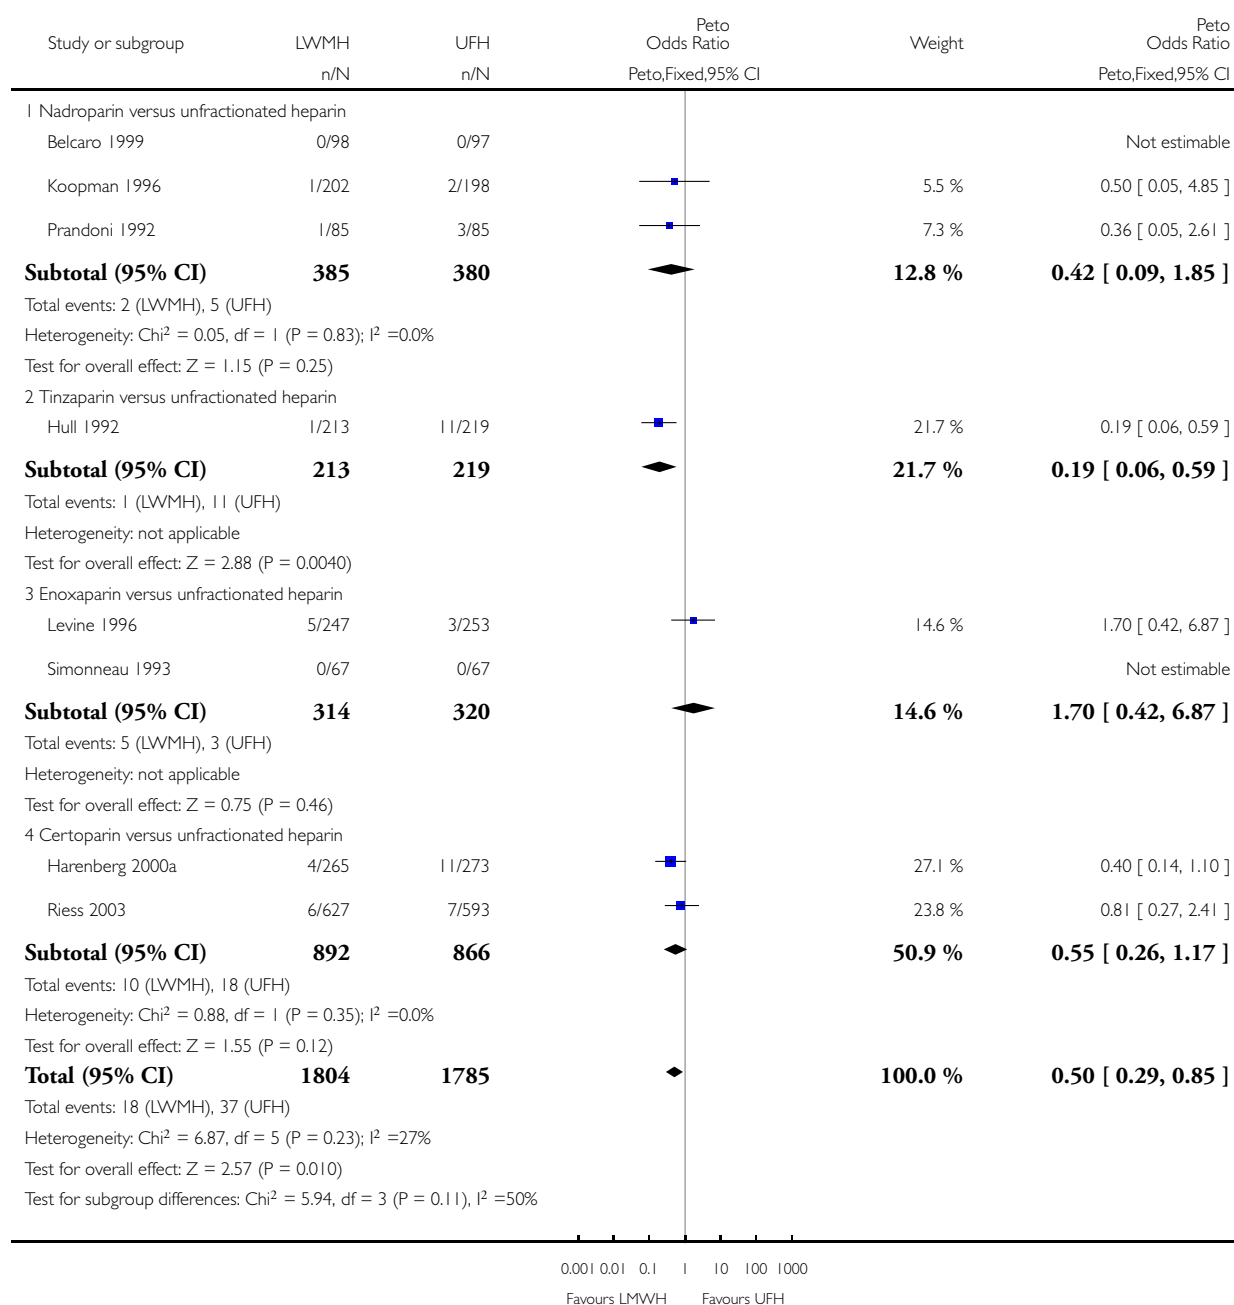 Peto
Peto
Study or subgroup LWMH UFH Odds Ratio Weight Odds Ratio
n/N n/N Peto,Fixed,95% CI Peto,Fixed,95% CI
1 Nadroparin versus unfractionated heparin
Belcaro 1999 0/98 0/97 Not estimable
Koopman 1996 1/202 2/198 5.5 % 0.50 [ 0.05, 4.85 ]
Prandoni 1992 1/85 3/85 7.3 % 0.36 [ 0.05, 2.61 ]
Subtotal (95% CI) 385 380 12.8 % 0.42 [ 0.09, 1.85 ]
Total events: 2 (LWMH), 5 (UFH)
Heterogeneity: Chi² = 0.05, df = 1 (P = 0.83); I² =0.0%
Test for overall effect: Z = 1.15 (P = 0.25)
2 Tinzaparin versus unfractionated heparin
Hull 1992 1/213 11/219 21.7 % 0.19 [ 0.06, 0.59 ]
Subtotal (95% CI) 213 219 21.7 % 0.19 [ 0.06, 0.59 ]
Total events: 1 (LWMH), 11 (UFH)
Heterogeneity: not applicable
Test for overall effect: Z = 2.88 (P = 0.0040)
3 Enoxaparin versus unfractionated heparin
Levine 1996 5/247 3/253 14.6 % 1.70 [ 0.42, 6.87 ]
Simonneau 1993 0/67 0/67 Not estimable
Subtotal (95% CI) 314 320 14.6 % 1.70 [ 0.42, 6.87 ]
Total events: 5 (LWMH), 3 (UFH)
Heterogeneity: not applicable
Test for overall effect: Z = 0.75 (P = 0.46)
4 Certoparin versus unfractionated heparin
Harenberg 2000a 4/265 11/273 27.1 % 0.40 [ 0.14, 1.10 ]
Riess 2003 6/627 7/593 23.8 % 0.81 [ 0.27, 2.41 ]
Subtotal (95% CI) 892 866 50.9 % 0.55 [ 0.26, 1.17 ]
Total events: 10 (LWMH), 18 (UFH)
Heterogeneity: Chi² = 0.88, df = 1 (P = 0.35); I² =0.0%
Test for overall effect: Z = 1.55 (P = 0.12)
Total (95% CI) 1804 1785 100.0 % 0.50 [ 0.29, 0.85 ]
Total events: 18 (LWMH), 37 (UFH)
Heterogeneity: Chi² = 6.87, df = 5 (P = 0.23); I² =27%
Test for overall effect: Z = 2.57 (P = 0.010)
Test for subgroup differences: Chi² = 5.94, df = 3 (P = 0.11), I² =50%
0.001 0.01 0.1 1 10 100 1000
Favours LMWH Favours UFH